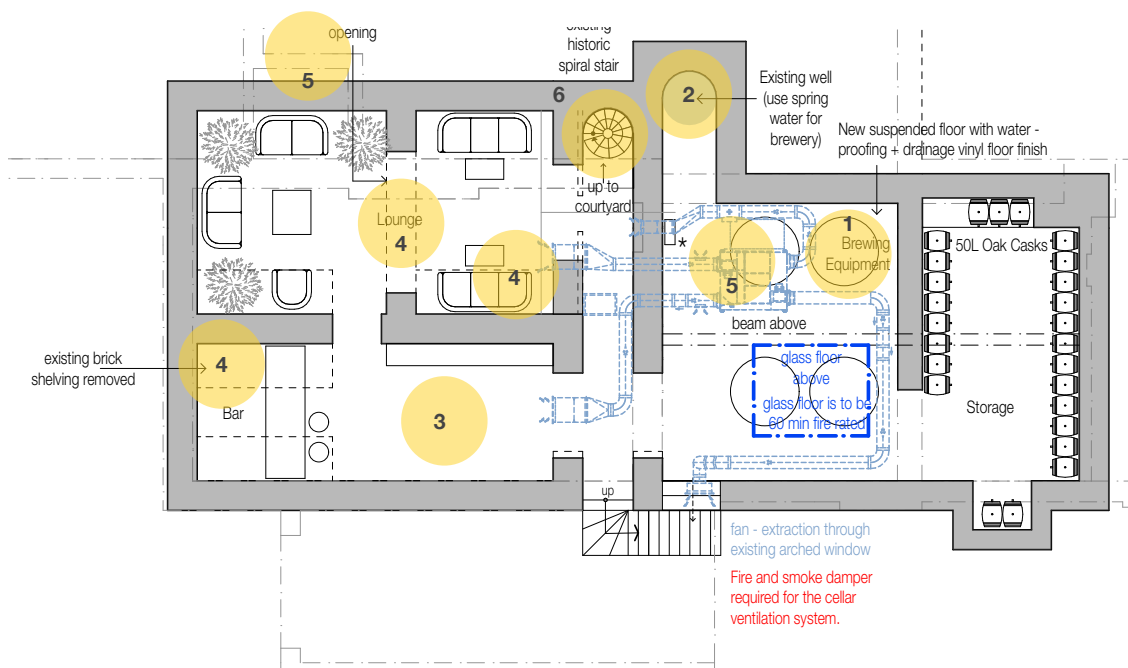 opening
5
existing
historic
spiral stair
6
2
Existing well
(use spring
water for
brewery)
New suspended floor with water -
proofing + drainage vinyl floor finish
up to
courtyard
Lounge
4
4
*
5
1
Brewing
Equipment
50L Oak Casks
beam above
existing brick
shelving removed
4
Bar
3
glass floor
above
glass floor is to be
60 min fire rated
Storage
up
fan - extraction through
existing arched window
Fire and smoke damper
required for the cellar
ventilation system.